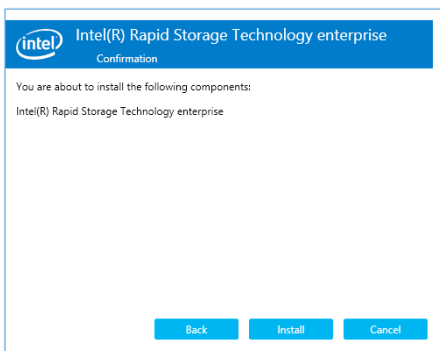 intel
Intel(R) Rapid Storage Technology enterprise
Confirmation
You are about to install the following components:
Intel(R) Rapid Storage Technology enterprise
Back Install Cancel